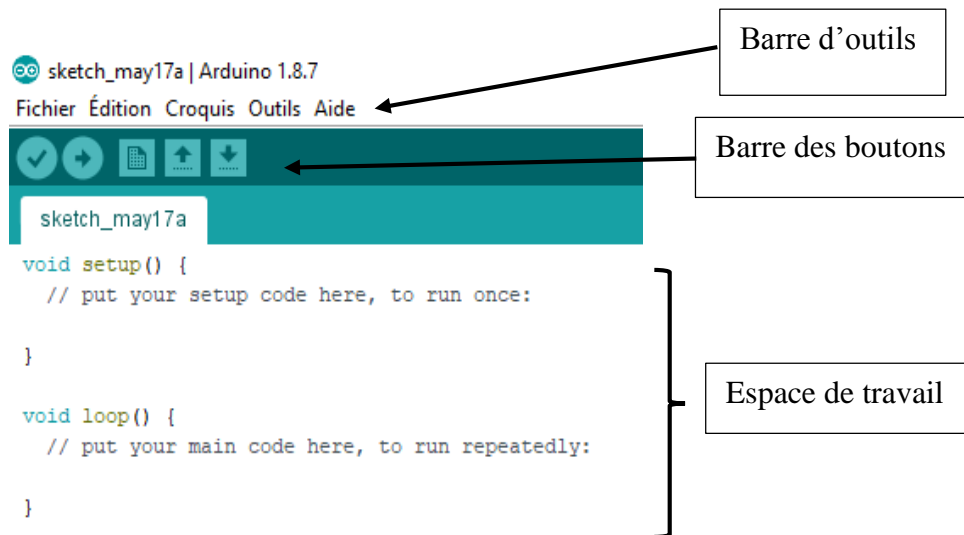 Barre d’outils
sketch_may17a | Arduino 1.8.7
Fichier Édition Croquis Outils Aide
Barre des boutons
sketch_may17a
void setup() {
// put your setup code here, to run once:
}
Espace de travail
void loop() {
// put your main code here, to run repeatedly:
}